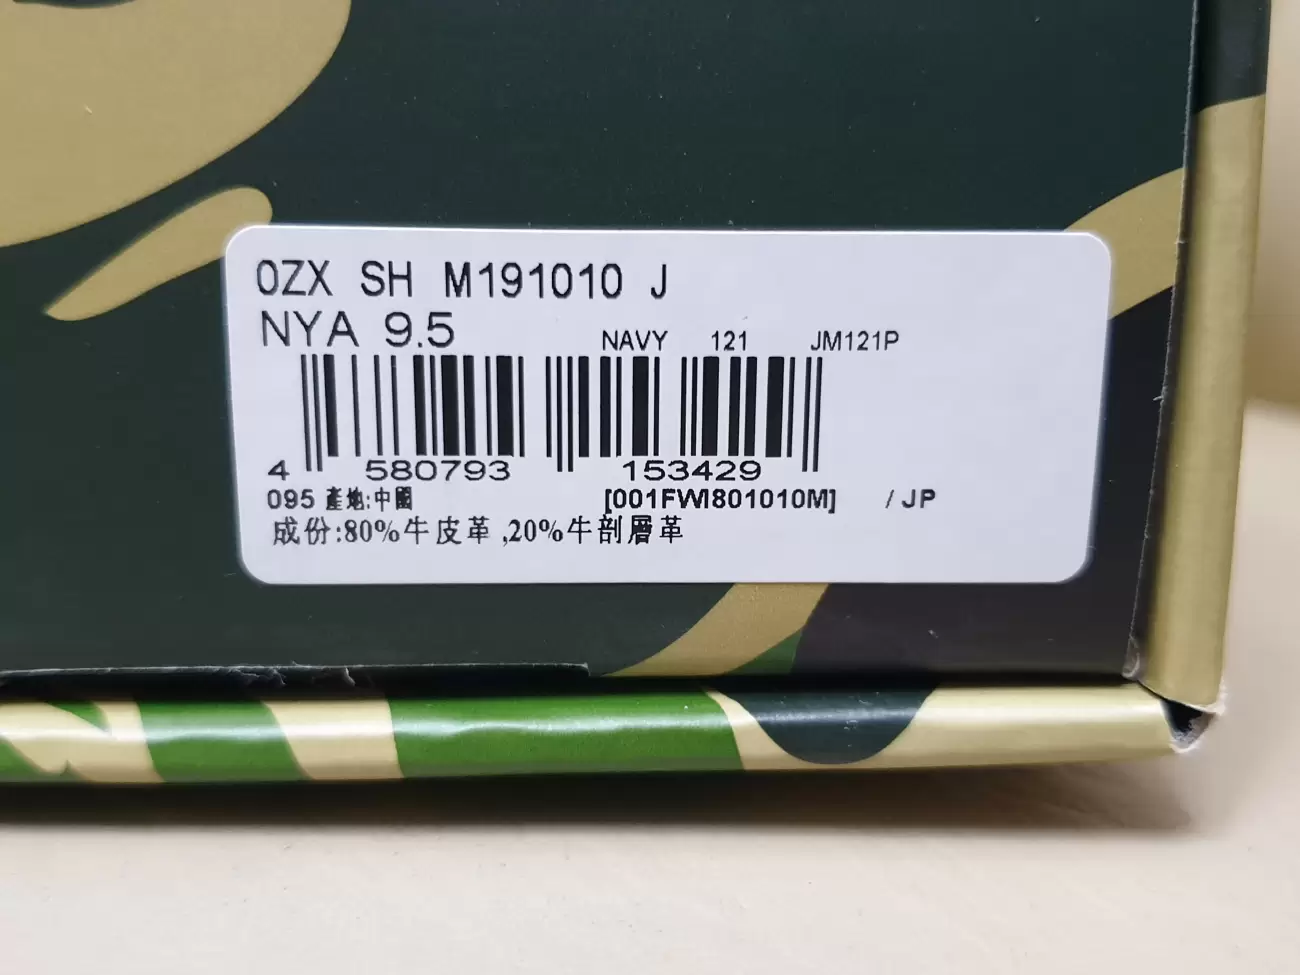 0ZX SH M191010 J
NYA 9.5 NAVY 121 JM121P
4 580793 153429
095 產地:中國 [001FWI801010M] / JP
成份:80%牛皮革 ,20%牛剖層革